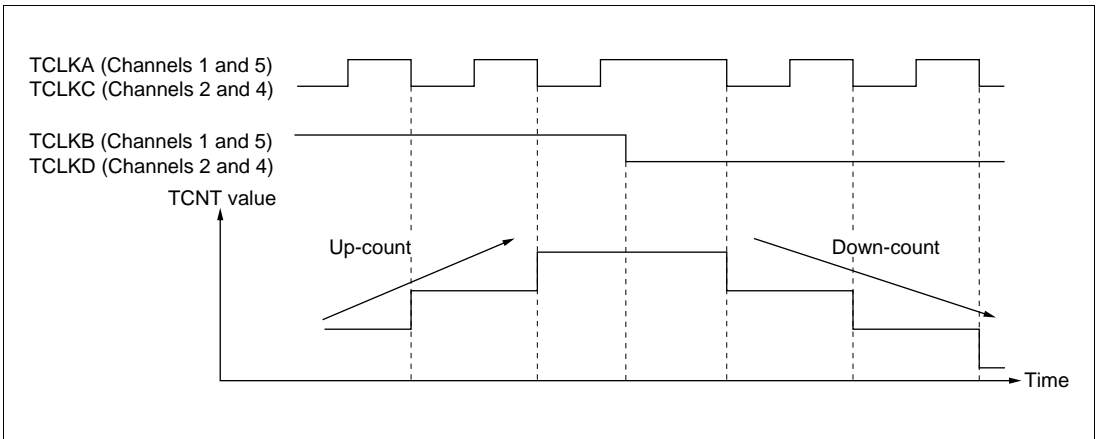 TCLKA (Channels 1 and 5)
TCLKC (Channels 2 and 4)
TCLKB (Channels 1 and 5)
TCLKD (Channels 2 and 4)
TCNT value
Up-count
Down-count
Time